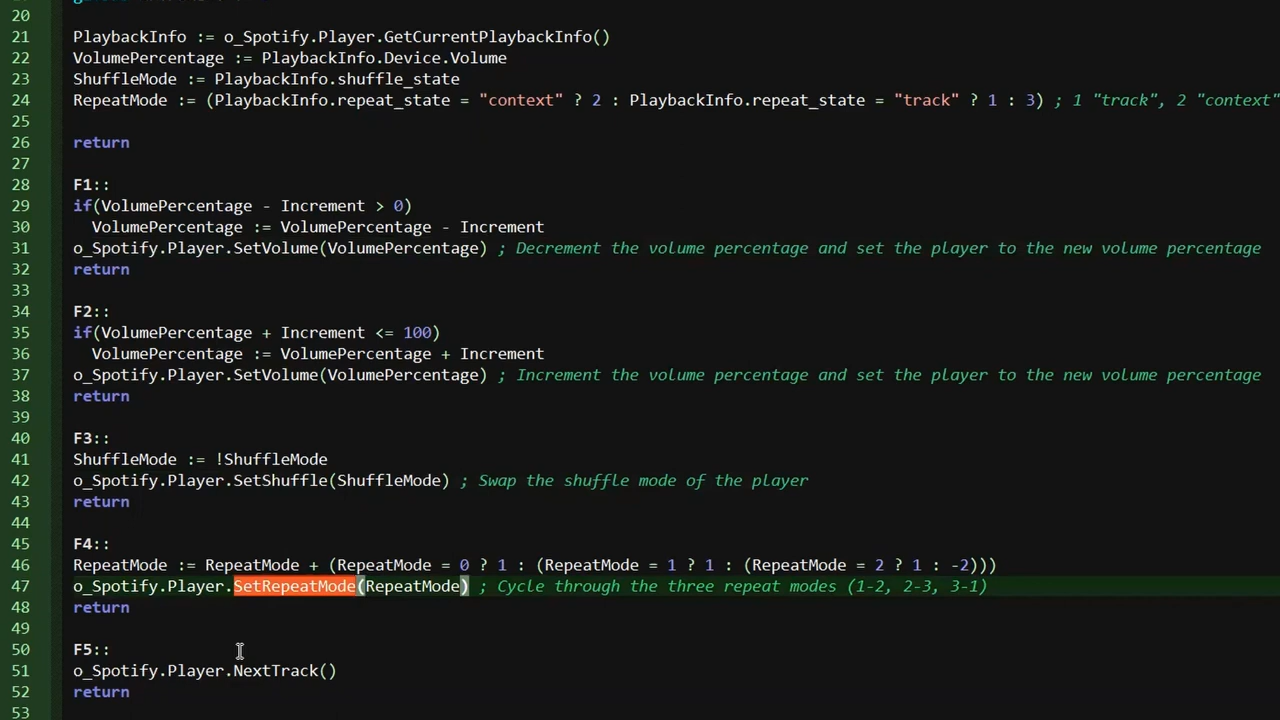 20
21 PlaybackInfo := o_Spotify.Player.GetCurrentPlaybackInfo()
22 VolumePercentage := PlaybackInfo.Device.Volume
23 ShuffleMode := PlaybackInfo.shuffle_state
24 RepeatMode := (PlaybackInfo.repeat_state = "context" ? 2 : PlaybackInfo.repeat_state = "track" ? 1 : 3) ; 1 "track", 2 "context"
25
26 return
27
28 F1::
29 if(VolumePercentage - Increment > 0)
30   VolumePercentage := VolumePercentage - Increment
31 o_Spotify.Player.SetVolume(VolumePercentage) ; Decrement the volume percentage and set the player to the new volume percentage
32 return
33
34 F2::
35 if(VolumePercentage + Increment <= 100)
36   VolumePercentage := VolumePercentage + Increment
37 o_Spotify.Player.SetVolume(VolumePercentage) ; Increment the volume percentage and set the player to the new volume percentage
38 return
39
40 F3::
41 ShuffleMode := !ShuffleMode
42 o_Spotify.Player.SetShuffle(ShuffleMode) ; Swap the shuffle mode of the player
43 return
44
45 F4::
46 RepeatMode := RepeatMode + (RepeatMode = 0 ? 1 : (RepeatMode = 1 ? 1 : (RepeatMode = 2 ? 1 : -2)))
47 o_Spotify.Player.SetRepeatMode(RepeatMode) ; Cycle through the three repeat modes (1-2, 2-3, 3-1)
48 return
49
50 F5::
51 o_Spotify.Player.NextTrack()
52 return
53